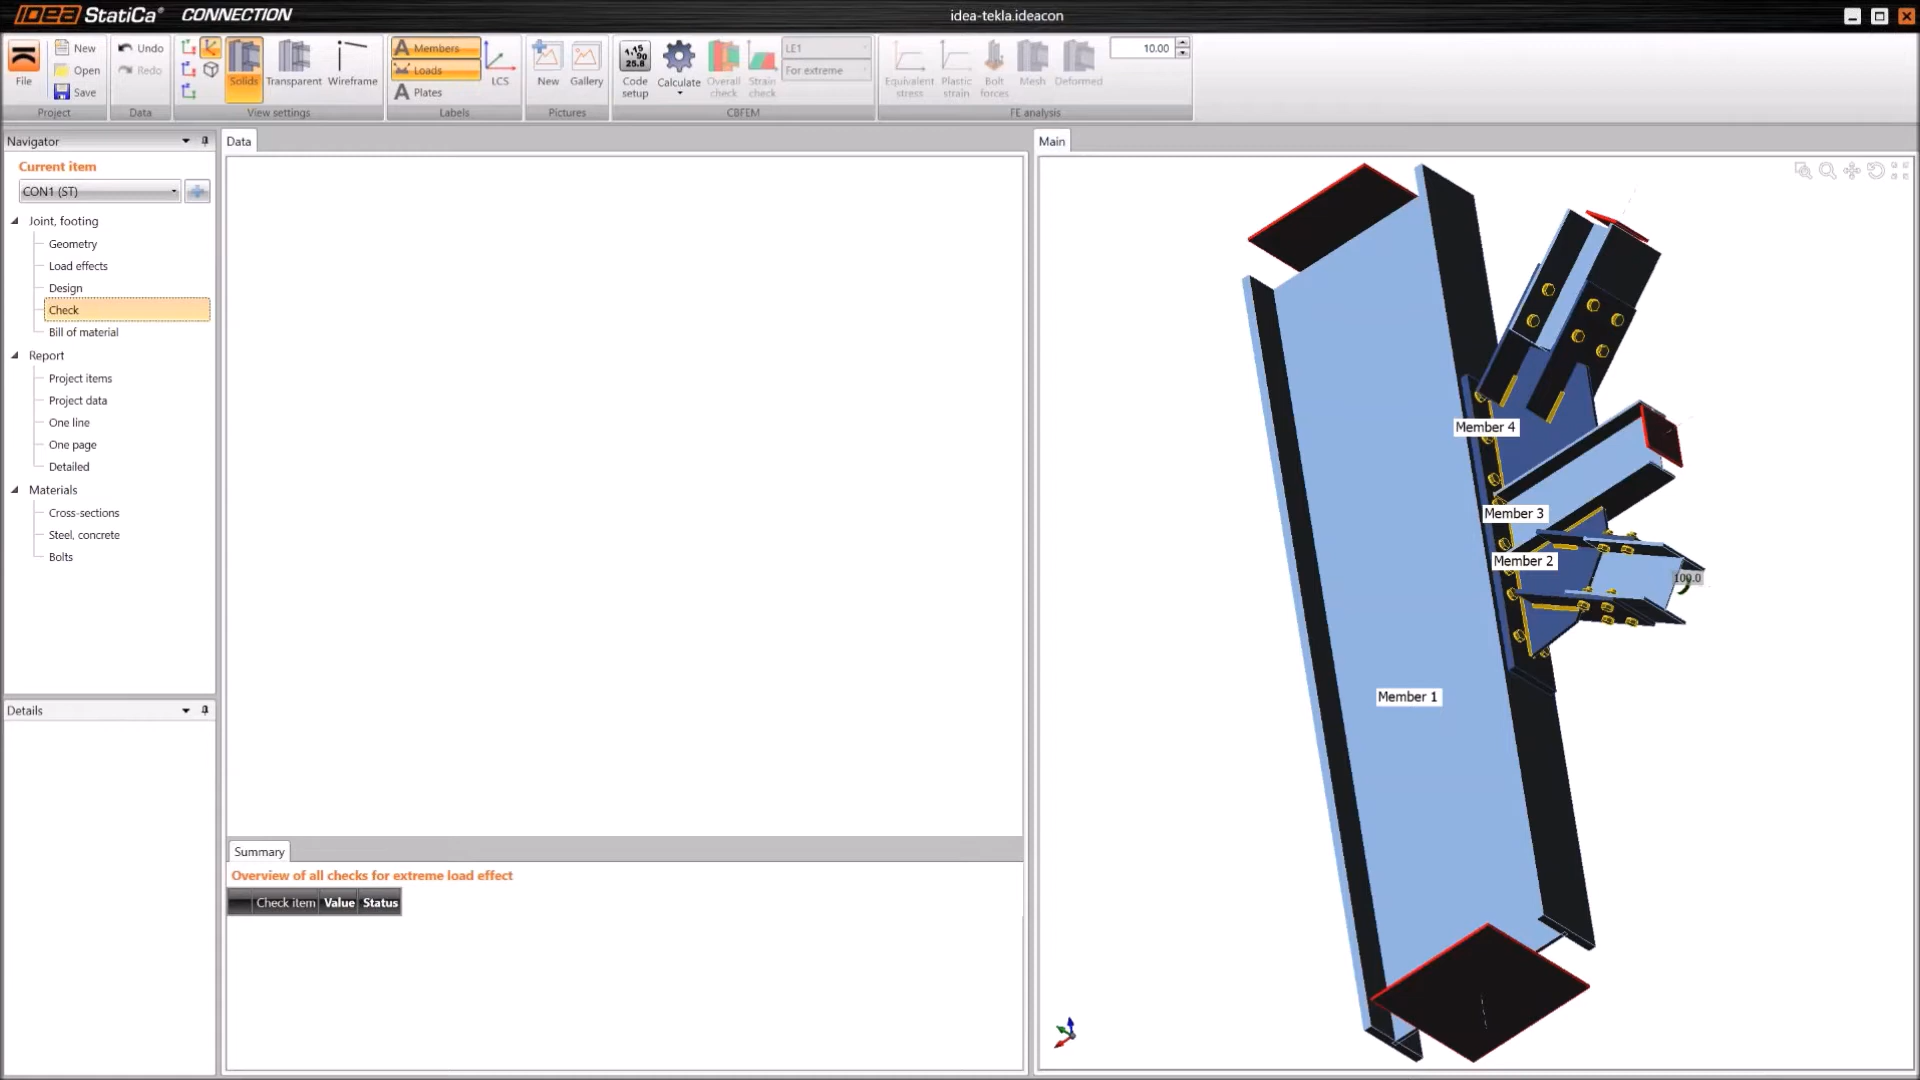 IDEA StatiCa® CONNECTION
idea-tekla.ideacon
File
New
Open
Save
Project
Undo
Redo
Data
Solids
Transparent
Wireframe
View settings
Members
Loads
Plates
LCS
Labels
New
Gallery
Pictures
1.15
90
25.8
Code setup
Calculate
Overall check
Strain check
LE1
For extreme
CBFEM
Equivalent stress
Plastic strain
Bolt forces
Mesh
Deformed
10.00
FE analysis
Navigator
Current item
CON1 (ST)
Joint, footing
Geometry
Load effects
Design
Check
Bill of material
Report
Project items
Project data
One line
One page
Detailed
Materials
Cross-sections
Steel, concrete
Bolts
Details
Data
Summary
Overview of all checks for extreme load effect
Check item Value Status
Main
Member 4
Member 3
Member 2
100.0
Member 1